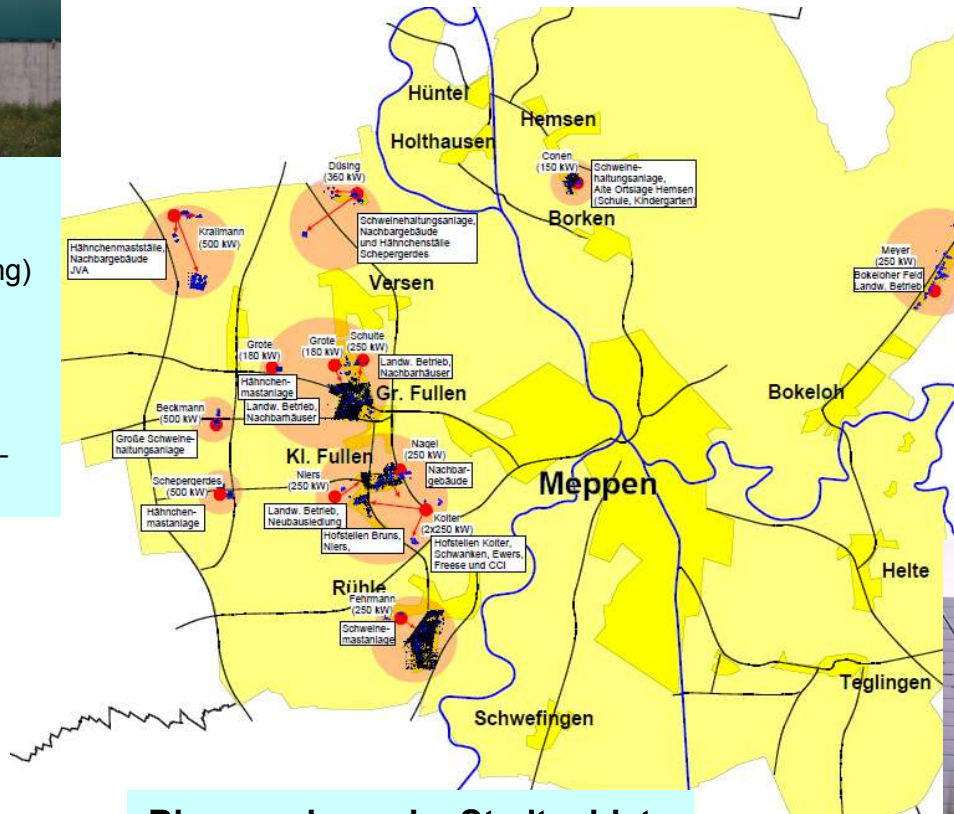 ng)
–
Hüntel
Hemsen
Holthausen
Conen
(150 kW)
Schweine-
haltungsanlage,
Alte Ortslage Hemsen
(Schule, Kindergarten)
Borken
Düsing
(360 kW)
Schweinehaltungsanlage,
Nachbargebäude
und Hähnchenställe
Schepergerdes
Krallmann
(500 kW)
Hähnchenmastställe,
Nachbargebäude
JVA
Versen
Meyer
(250 kW)
Bokeloher Feld
Landw. Betrieb
Grote
(180 kW)
Hähnchen-
mastanlage
Grote
(180 kW)
Landw. Betrieb,
Nachbarhäuser
Schulte
(250 kW)
Landw. Betrieb,
Nachbarhäuser
Gr. Fullen
Bokeloh
Beckmann
(500 kW)
Große Schweine-
haltungsanlage
Kl. Fullen
Nagel
(250 kW)
Nachbar-
gebäude
Niers
(250 kW)
Landw. Betrieb,
Neubausiedlung
Meppen
Schepergerdes
(500 kW)
Hähnchen-
mastanlage
Kolter
(2x250 kW)
Hofstellen Bruns,
Niers,
Hofstellen Kolter,
Schwanken, Ewers,
Freese und CCI
Helte
Rühle
Fehrmann
(250 kW)
Schweine-
mastanlage
Teglingen
Schwefingen